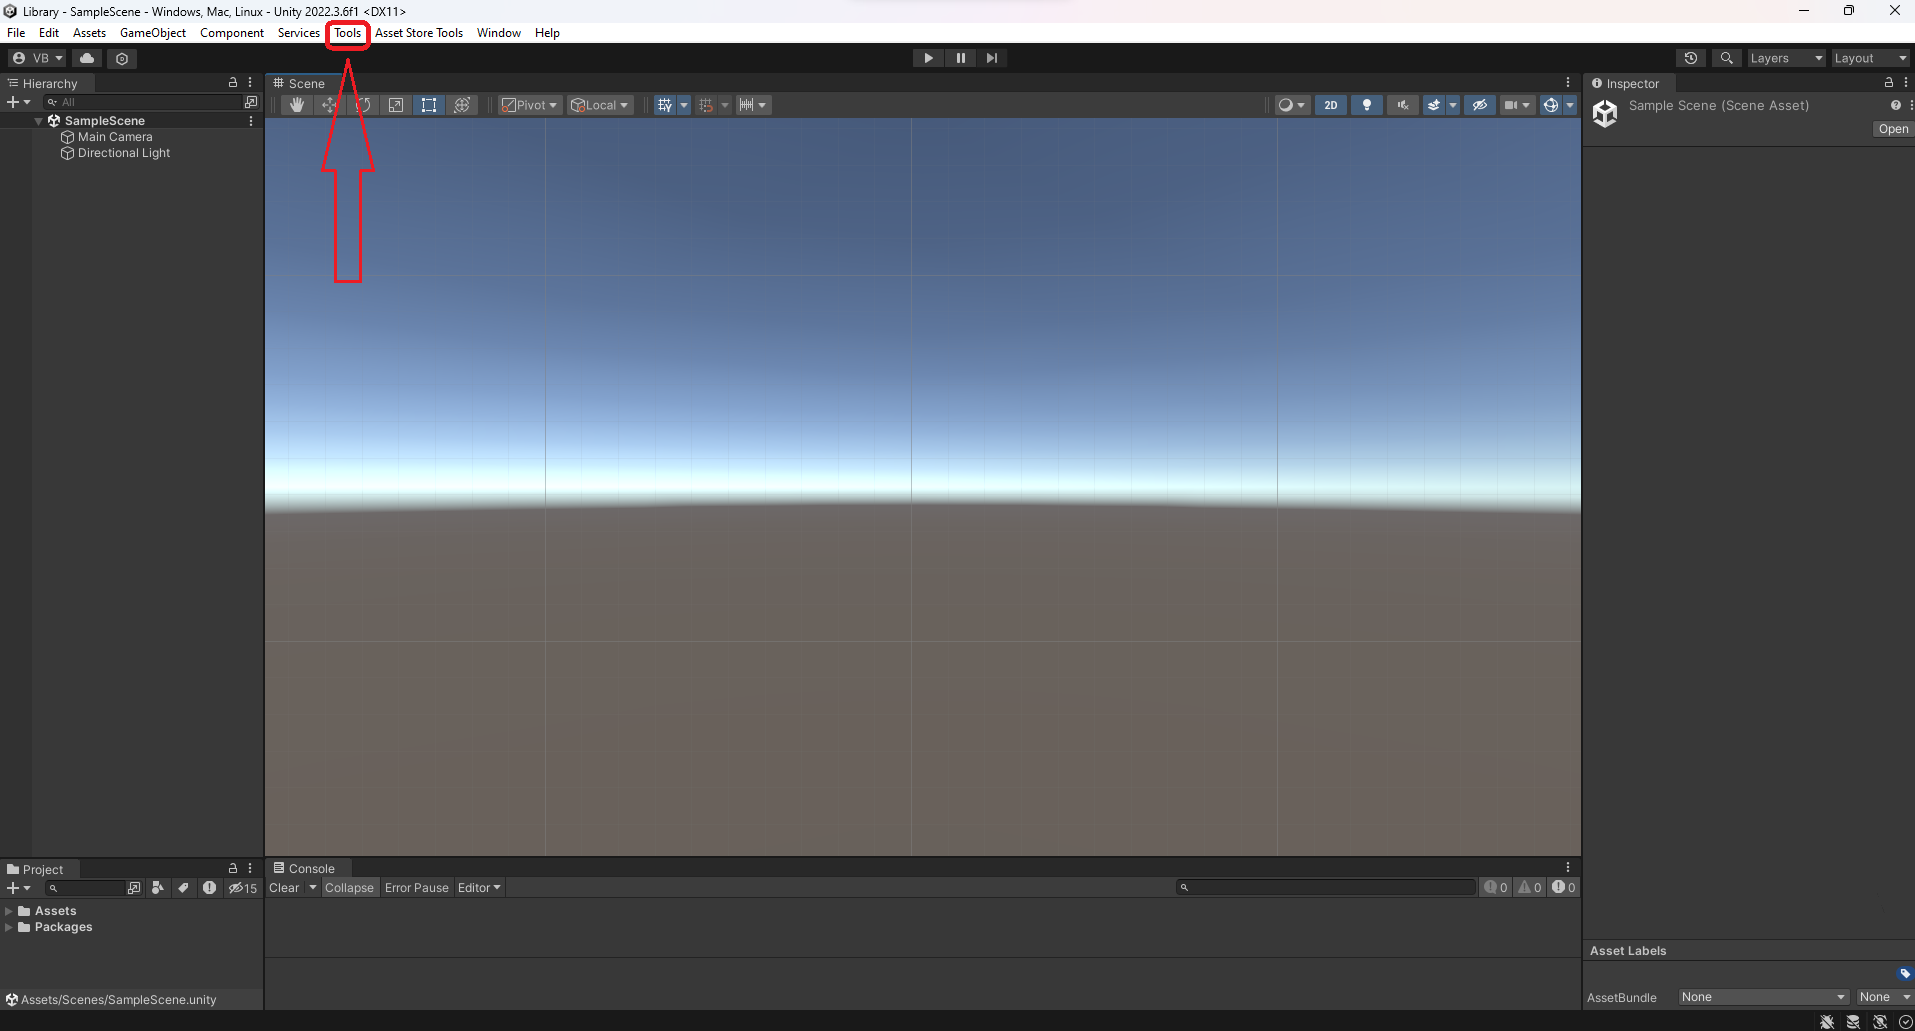 Library - SampleScene - Windows, Mac, Linux - Unity 2022.3.6f1 <DX11>
File Edit Assets GameObject Component Services Tools Asset Store Tools Window Help
VB
Layers Layout
Hierarchy
Scene
Inspector
All
Pivot Local
2D
Sample Scene (Scene Asset)
Open
SampleScene
Main Camera
Directional Light
Project
Console
15
Clear Collapse Error Pause Editor
0 0 0
Assets
Packages
Asset Labels
Assets/Scenes/SampleScene.unity
AssetBundle None None